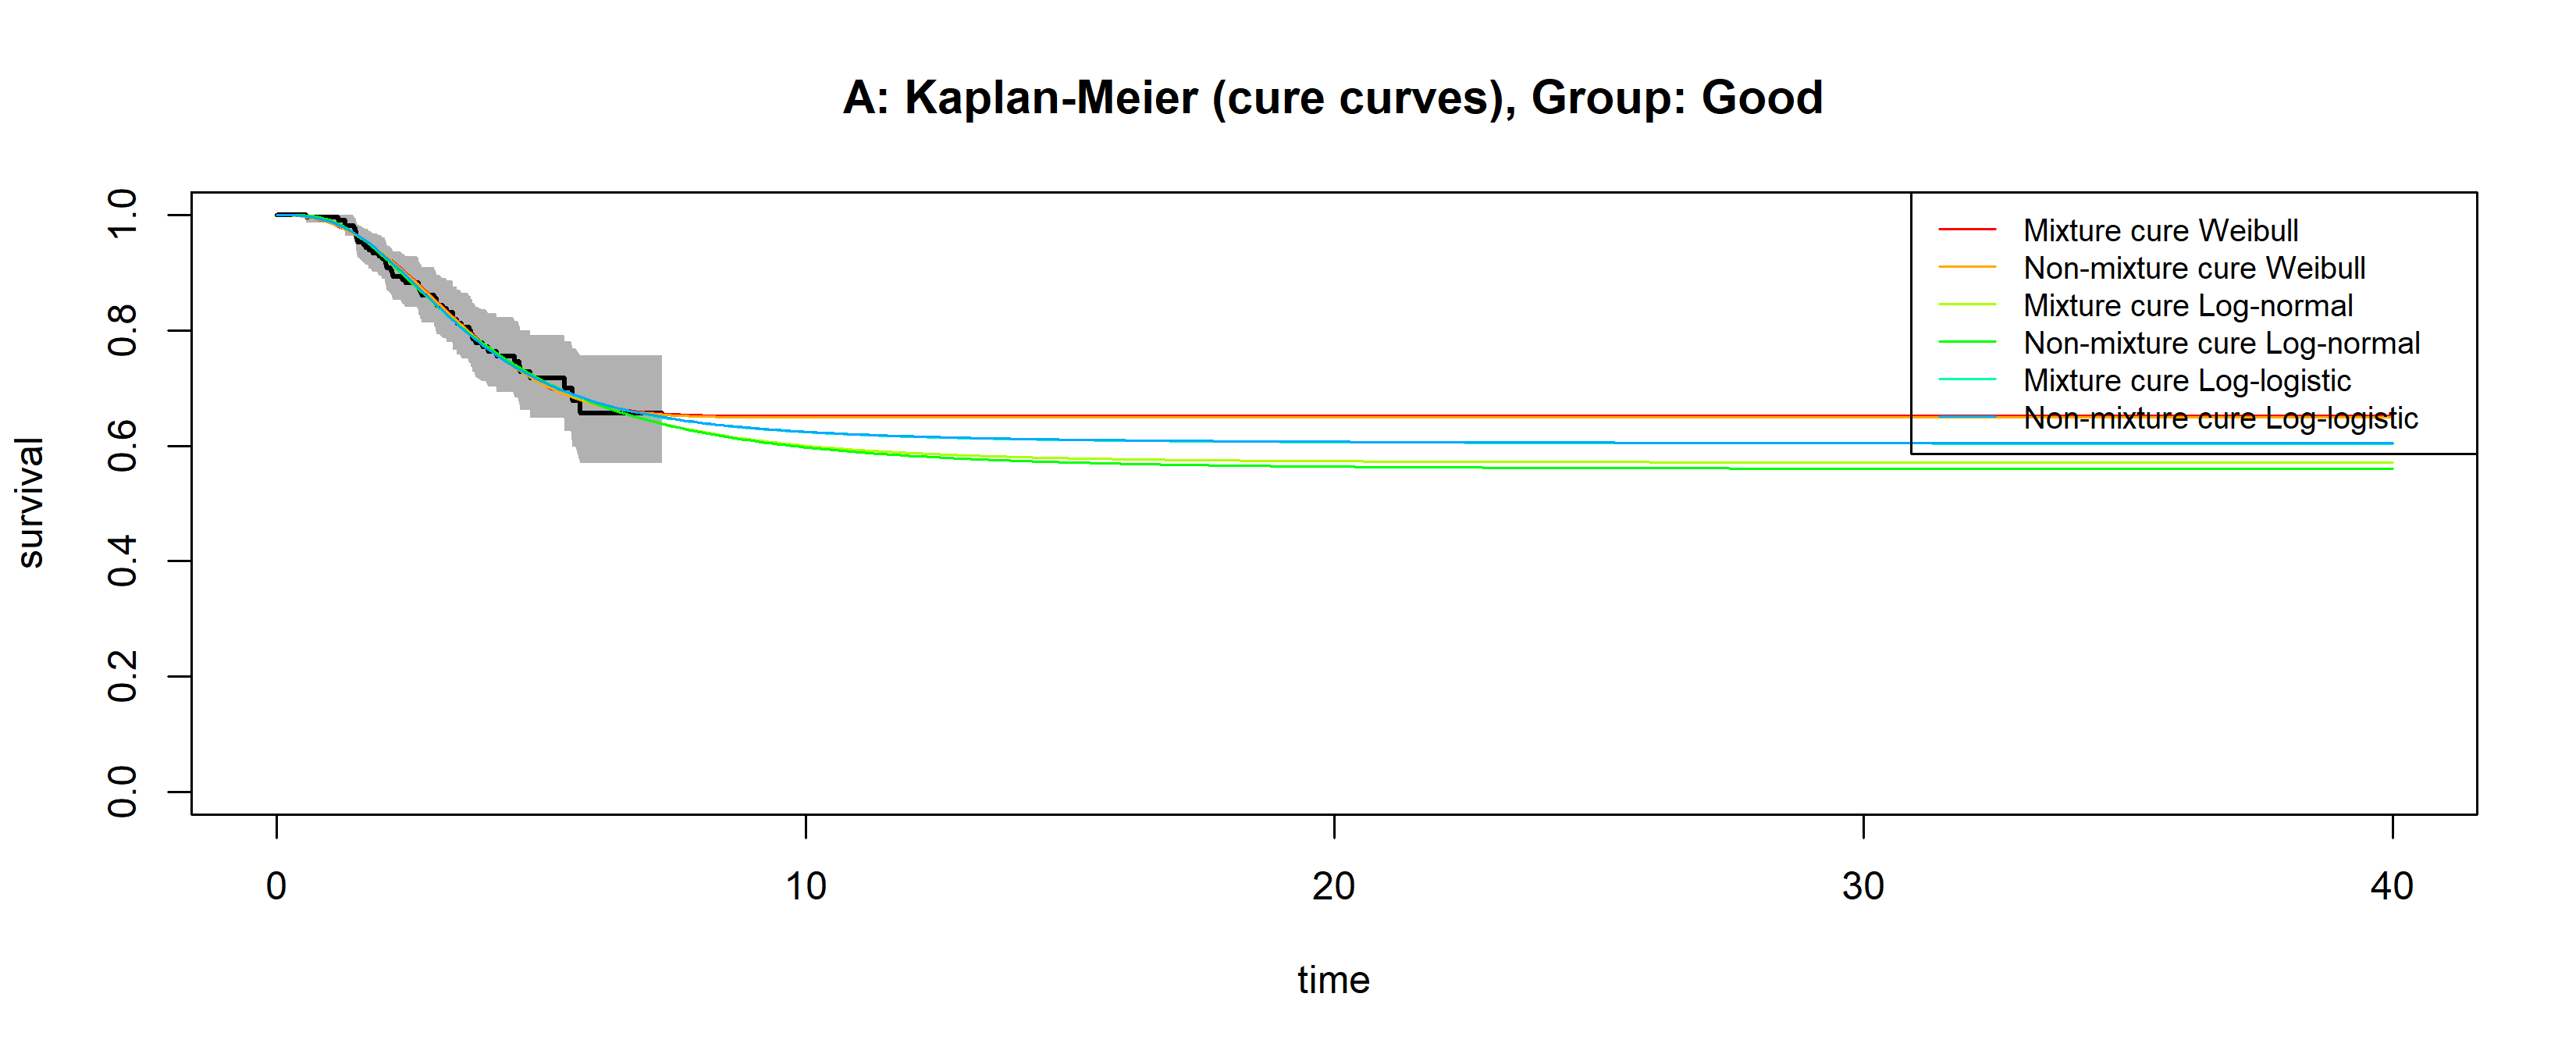 A: Kaplan-Meier (cure curves), Group: Good
survival
1.0
0.8
0.6
0.4
0.2
0.0
Mixture cure Weibull
Non-mixture cure Weibull
Mixture cure Log-normal
Non-mixture cure Log-normal
Mixture cure Log-logistic
Non-mixture cure Log-logistic
0 10 20 30 40
time